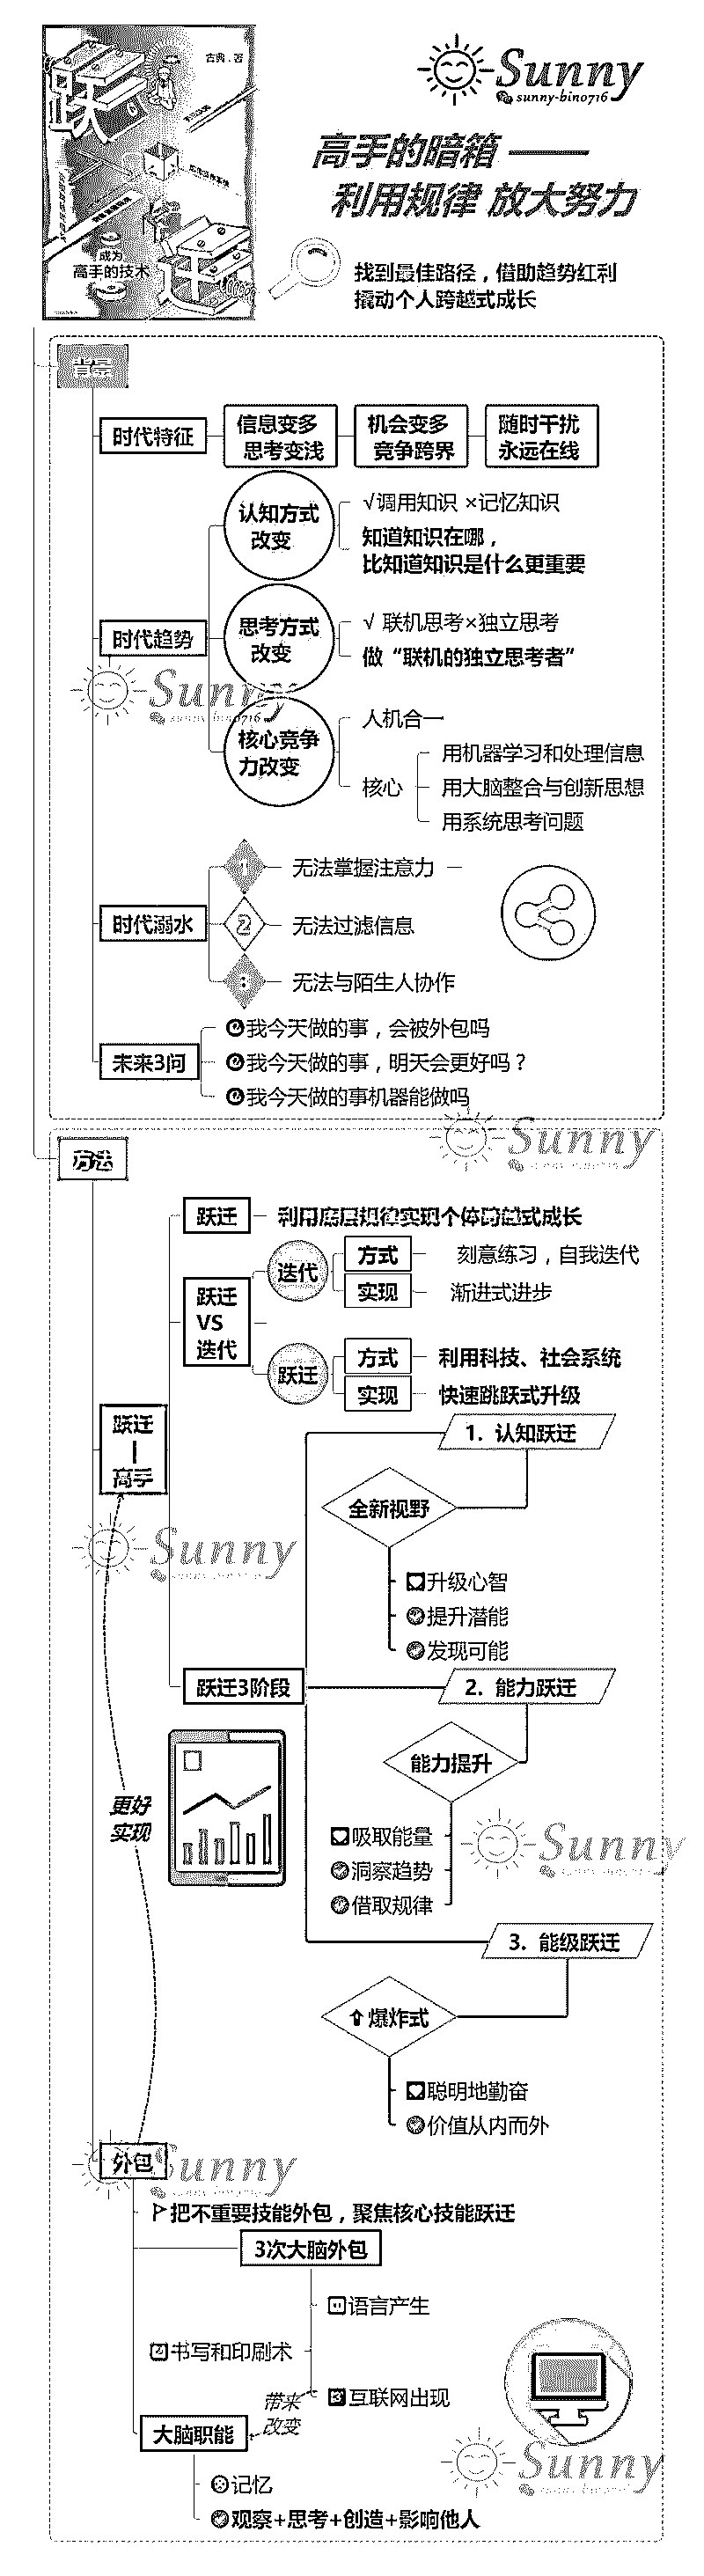 跃迁
古典.著
成为
高手的技术
Sunny
sunny-bino716
高手的暗箱 ——
利用规律 放大努力
找到最佳路径，借助趋势红利
撬动个人跨越式成长
背景
时代特征
信息变多
思考变浅
机会变多
竞争跨界
随时干扰
永远在线
时代趋势
认知方式
改变
√调用知识 ×记忆知识
知道知识在哪，
比知道知识是什么更重要
思考方式
改变
√ 联机思考×独立思考
做“联机的独立思考者”
核心竞争
力改变
人机合一
核心
用机器学习和处理信息
用大脑整合与创新思想
用系统思考问题
Sunny
sunny-bino716
时代溺水
1
无法掌握注意力
2
无法过滤信息
无法与陌生人协作
未来3问
我今天做的事，会被外包吗
我今天做的事，明天会更好吗？
我今天做的事机器能做吗
Sunny
方法
跃迁
高手
跃迁
利用底层规律实现个体跨越式成长
跃迁
VS
迭代
迭代
方式
刻意练习，自我迭代
实现
渐进式进步
跃迁
方式
利用科技、社会系统
实现
快速跳跃式升级
跃迁3阶段
1. 认知跃迁
全新视野
升级心智
提升潜能
发现可能
Sunny
2. 能力跃迁
能力提升
吸取能量
洞察趋势
借取规律
Sunny
3. 能级跃迁
爆炸式
聪明地勤奋
价值从内而外
更好
实现
外包
Sunny
把不重要技能外包，聚焦核心技能跃迁
3次大脑外包
语言产生
书写和印刷术
互联网出现
带来
改变
大脑职能
记忆
观察+思考+创造+影响他人
Sunny